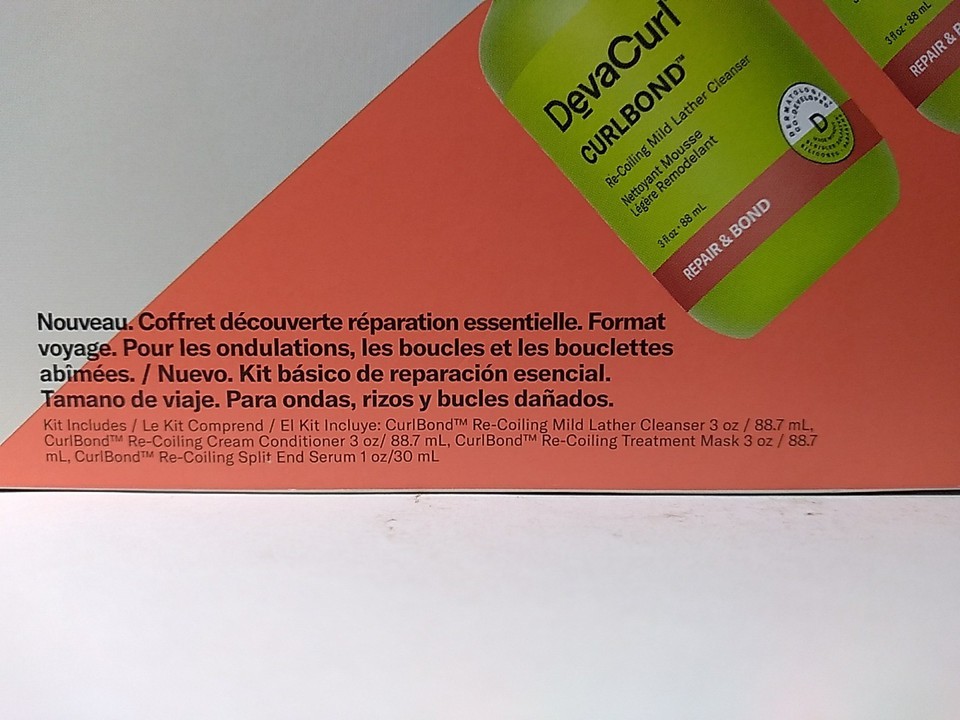 DevaCurl
CURLBOND™
Re-Coiling Mild Lather Cleanser
Nettoyant Mousse
Légère Remodelant
3 fl oz • 88 mL
REPAIR & BOND
DERMATOLOGIST
CO-DEVELOPED
D
3 fl oz • 88 mL
REPAIR & B
Nouveau. Coffret découverte réparation essentielle. Format
voyage. Pour les ondulations, les boucles et les bouclettes
abîmées. / Nuevo. Kit básico de reparación esencial.
Tamano de viaje. Para ondas, rizos y bucles dañados.
Kit Includes / Le Kit Comprend / El Kit Incluye: CurlBond™ Re-Coiling Mild Lather Cleanser 3 oz / 88.7 mL,
CurlBond™ Re-Coiling Cream Conditioner 3 oz/ 88.7 mL, CurlBond™ Re-Coiling Treatment Mask 3 oz / 88.7
mL, CurlBond™ Re-Coiling Split End Serum 1 oz/30 mL